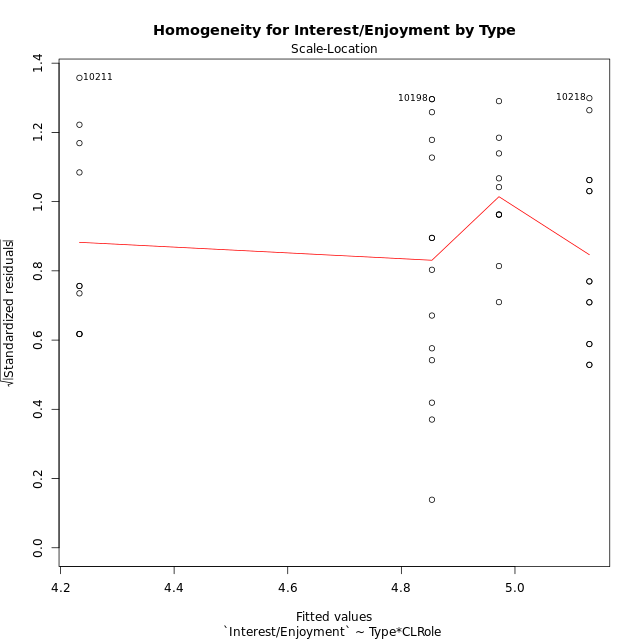 Homogeneity for Interest/Enjoyment by Type
Scale-Location
√|Standardized residuals|
1.4
1.2
1.0
0.8
0.6
0.4
0.2
0.0
10211
10198
10218
4.2 4.4 4.6 4.8 5.0
Fitted values
`Interest/Enjoyment` ~ Type*CLRole